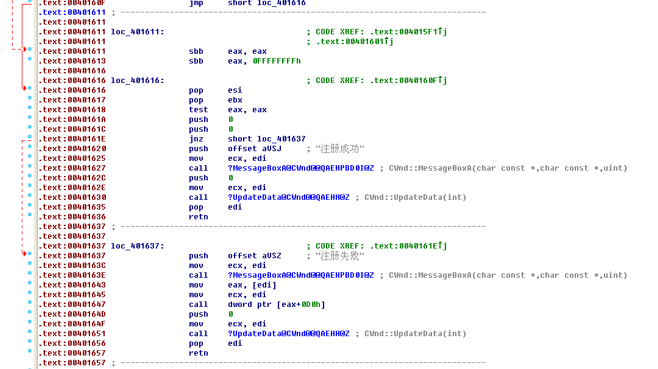 .text:0040160F jmp short loc_401616
.text:00401611 ; ---------------------------------------------------------------------------
.text:00401611
.text:00401611 loc_401611: ; CODE XREF: .text:004015F1↑j
.text:00401611 ; .text:00401601↑j
.text:00401611 sbb eax, eax
.text:00401613 sbb eax, 0FFFFFFFFh
.text:00401616
.text:00401616 loc_401616: ; CODE XREF: .text:0040160F↑j
.text:00401616 pop esi
.text:00401617 pop ebx
.text:00401618 test eax, eax
.text:0040161A push 0
.text:0040161C push 0
.text:0040161E jnz short loc_401637
.text:00401620 push offset aVSJ ; "注册成功"
.text:00401625 mov ecx, edi
.text:00401627 call ?MessageBoxA@CWnd@@QAEHPBD0I@Z ; CWnd::MessageBoxA(char const *,char const *,uint)
.text:0040162C push 0
.text:0040162E mov ecx, edi
.text:00401630 call ?UpdateData@CWnd@@QAEHH@Z ; CWnd::UpdateData(int)
.text:00401635 pop edi
.text:00401636 retn
.text:00401637 ; ---------------------------------------------------------------------------
.text:00401637
.text:00401637 loc_401637: ; CODE XREF: .text:0040161E↑j
.text:00401637 push offset aVSZ ; "注册失败"
.text:0040163C mov ecx, edi
.text:0040163E call ?MessageBoxA@CWnd@@QAEHPBD0I@Z ; CWnd::MessageBoxA(char const *,char const *,uint)
.text:00401643 mov eax, [edi]
.text:00401645 mov ecx, edi
.text:00401647 call dword ptr [eax+0D0h]
.text:0040164D push 0
.text:0040164F mov ecx, edi
.text:00401651 call ?UpdateData@CWnd@@QAEHH@Z ; CWnd::UpdateData(int)
.text:00401656 pop edi
.text:00401657 retn
.text:00401657 ; ---------------------------------------------------------------------------